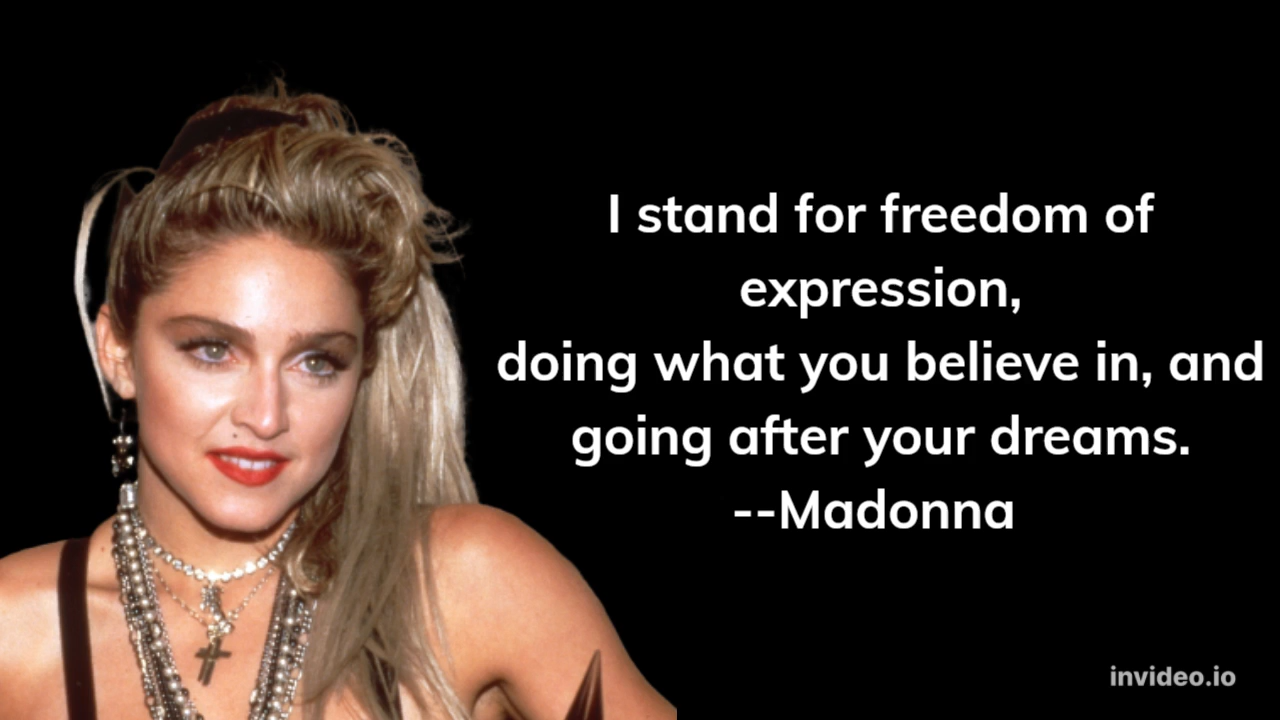 I stand for freedom of
expression,
doing what you believe in, and
going after your dreams.
--Madonna
invideo.io